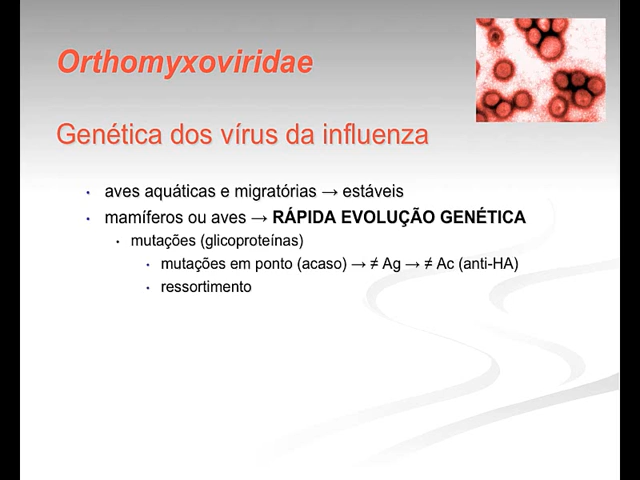 Orthomyxoviridae
Genética dos vírus da influenza
• aves aquáticas e migratórias → estáveis
• mamíferos ou aves → RÁPIDA EVOLUÇÃO GENÉTICA
• mutações (glicoproteínas)
• mutações em ponto (acaso) → ≠ Ag → ≠ Ac (anti-HA)
• ressortimento